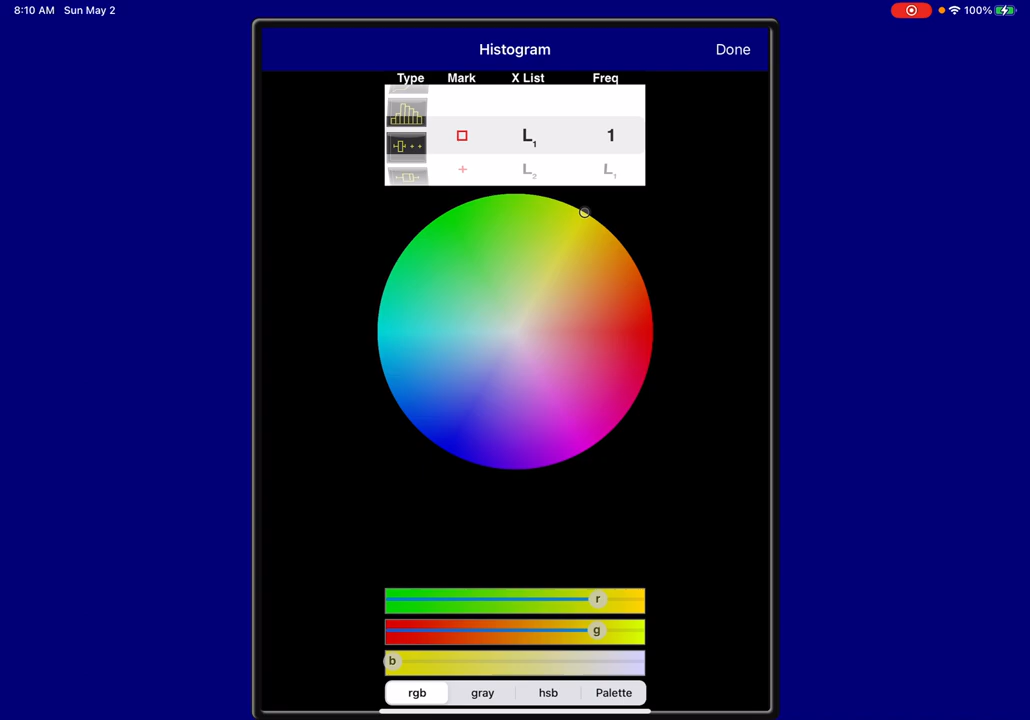 8:10 AM Sun May 2
100%
Histogram
Done
Type Mark X List Freq
L1 1
L2 L1
r
g
b
rgb gray hsb Palette